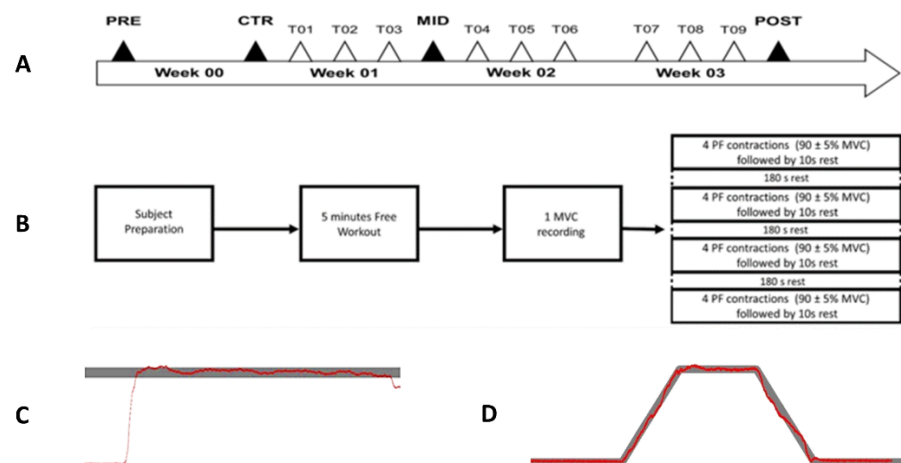 PRE
CTR
T01
T02
T03
MID
T04
T05
T06
T07
T08
T09
POST
A
Week 00
Week 01
Week 02
Week 03
B
Subject
Preparation
5 minutes Free
Workout
1 MVC
recording
4 PF contractions (90 ± 5% MVC)
followed by 10s rest
180 s rest
4 PF contractions (90 ± 5% MVC)
followed by 10s rest
180 s rest
4 PF contractions (90 ± 5% MVC)
followed by 10s rest
180 s rest
4 PF contractions (90 ± 5% MVC)
followed by 10s rest
C
D